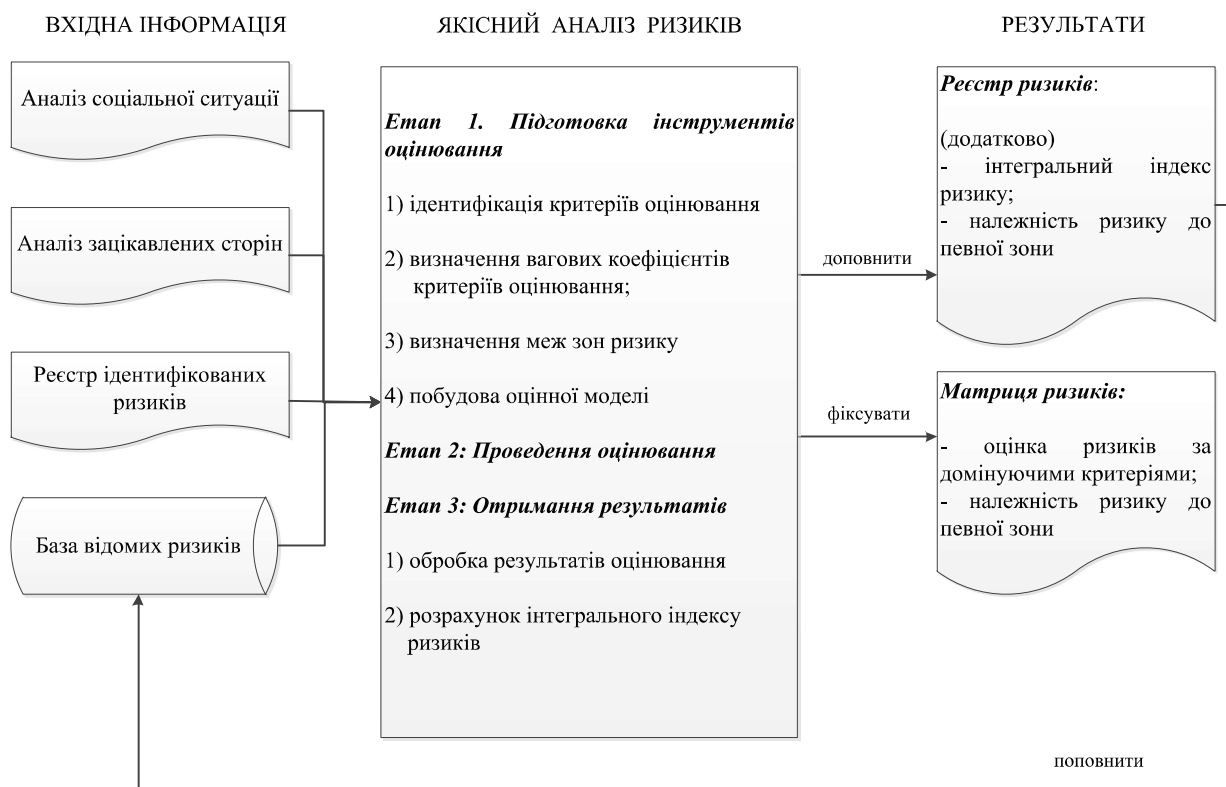 ВХІДНА ІНФОРМАЦІЯ
ЯКІСНИЙ АНАЛІЗ РИЗИКІВ
РЕЗУЛЬТАТИ
Аналіз соціальної ситуації
Аналіз зацікавлених сторін
Реєстр ідентифікованих
ризиків
База відомих ризиків
Етап 1. Підготовка інструментів
оцінювання
1) ідентифікація критеріїв оцінювання
2) визначення вагових коефіцієнтів
критеріїв оцінювання;
3) визначення меж зон ризику
4) побудова оцінної моделі
Етап 2: Проведення оцінювання
Етап 3: Отримання результатів
1) обробка результатів оцінювання
2) розрахунок інтегрального індексу
ризиків
доповнити
фіксувати
Реєстр ризиків:
(додатково)
- інтегральний індекс
ризику;
- належність ризику до
певної зони
Матриця ризиків:
- оцінка ризиків за
домінуючими критеріями;
- належність ризику до
певної зони
поповнити